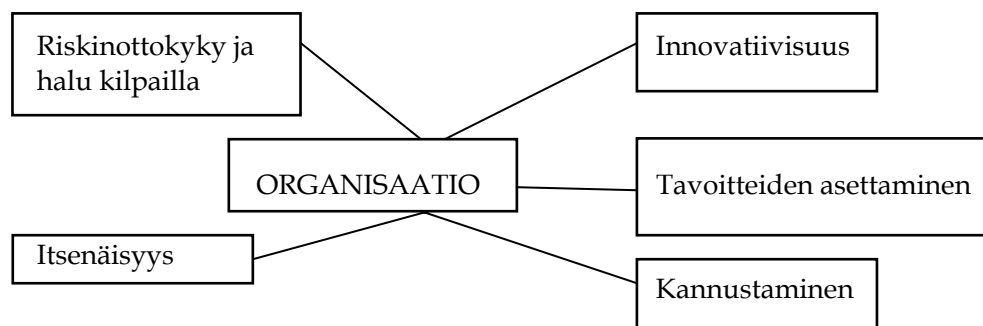 Riskinottokyky ja
halu kilpailla
Innovatiivisuus
ORGANISAATIO
Tavoitteiden asettaminen
Itsenäisyys
Kannustaminen